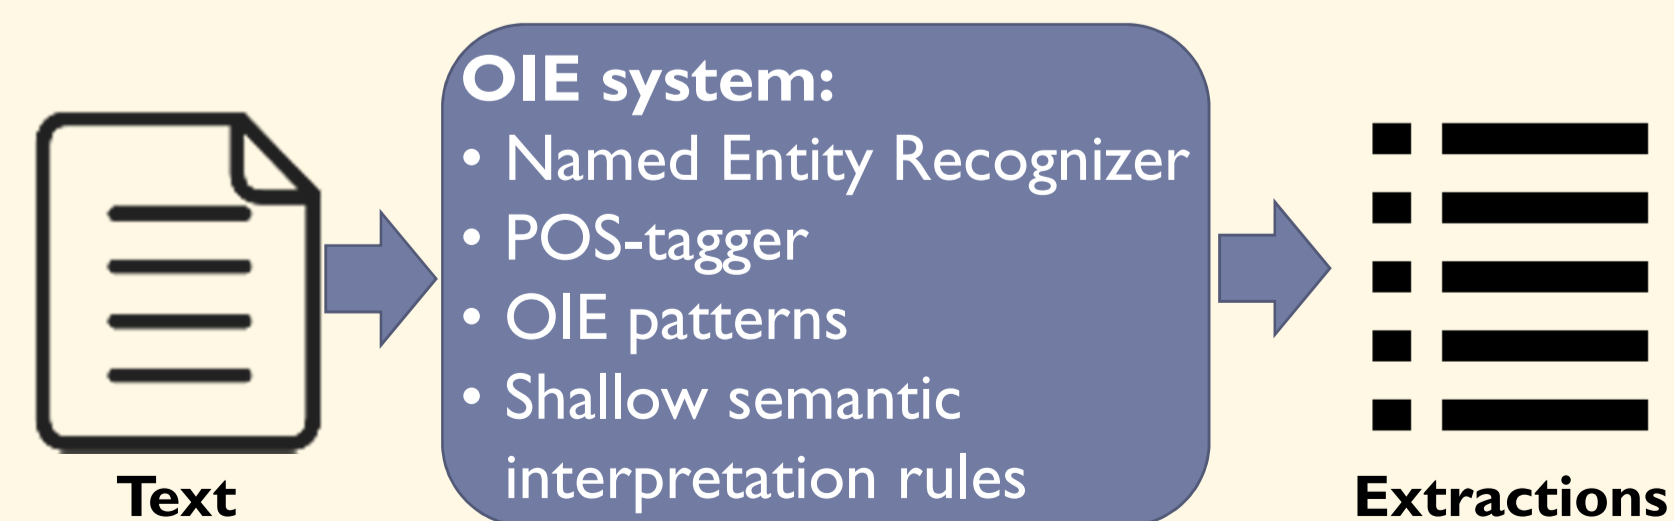 OIE system:
• Named Entity Recognizer
• POS-tagger
• OIE patterns
• Shallow semantic
interpretation rules
Text
Extractions